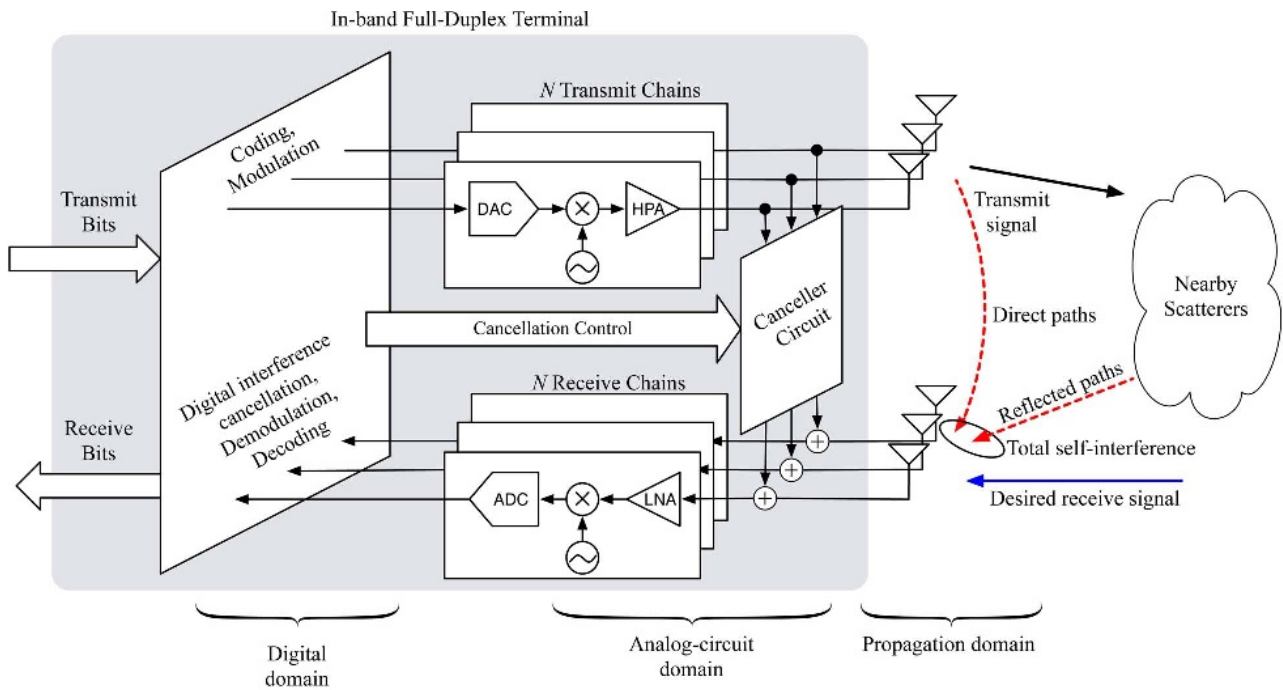 In-band Full-Duplex Terminal
N Transmit Chains
Coding,
Modulation
Transmit
Bits
DAC
HPA
Transmit
signal
Nearby
Scatterers
Direct paths
Canceller
Circuit
Cancellation Control
N Receive Chains
Reflected paths
Digital interference
cancellation,
Demodulation,
Decoding
Receive
Bits
Total self-interference
ADC
LNA
Desired receive signal
Digital
domain
Analog-circuit
domain
Propagation domain